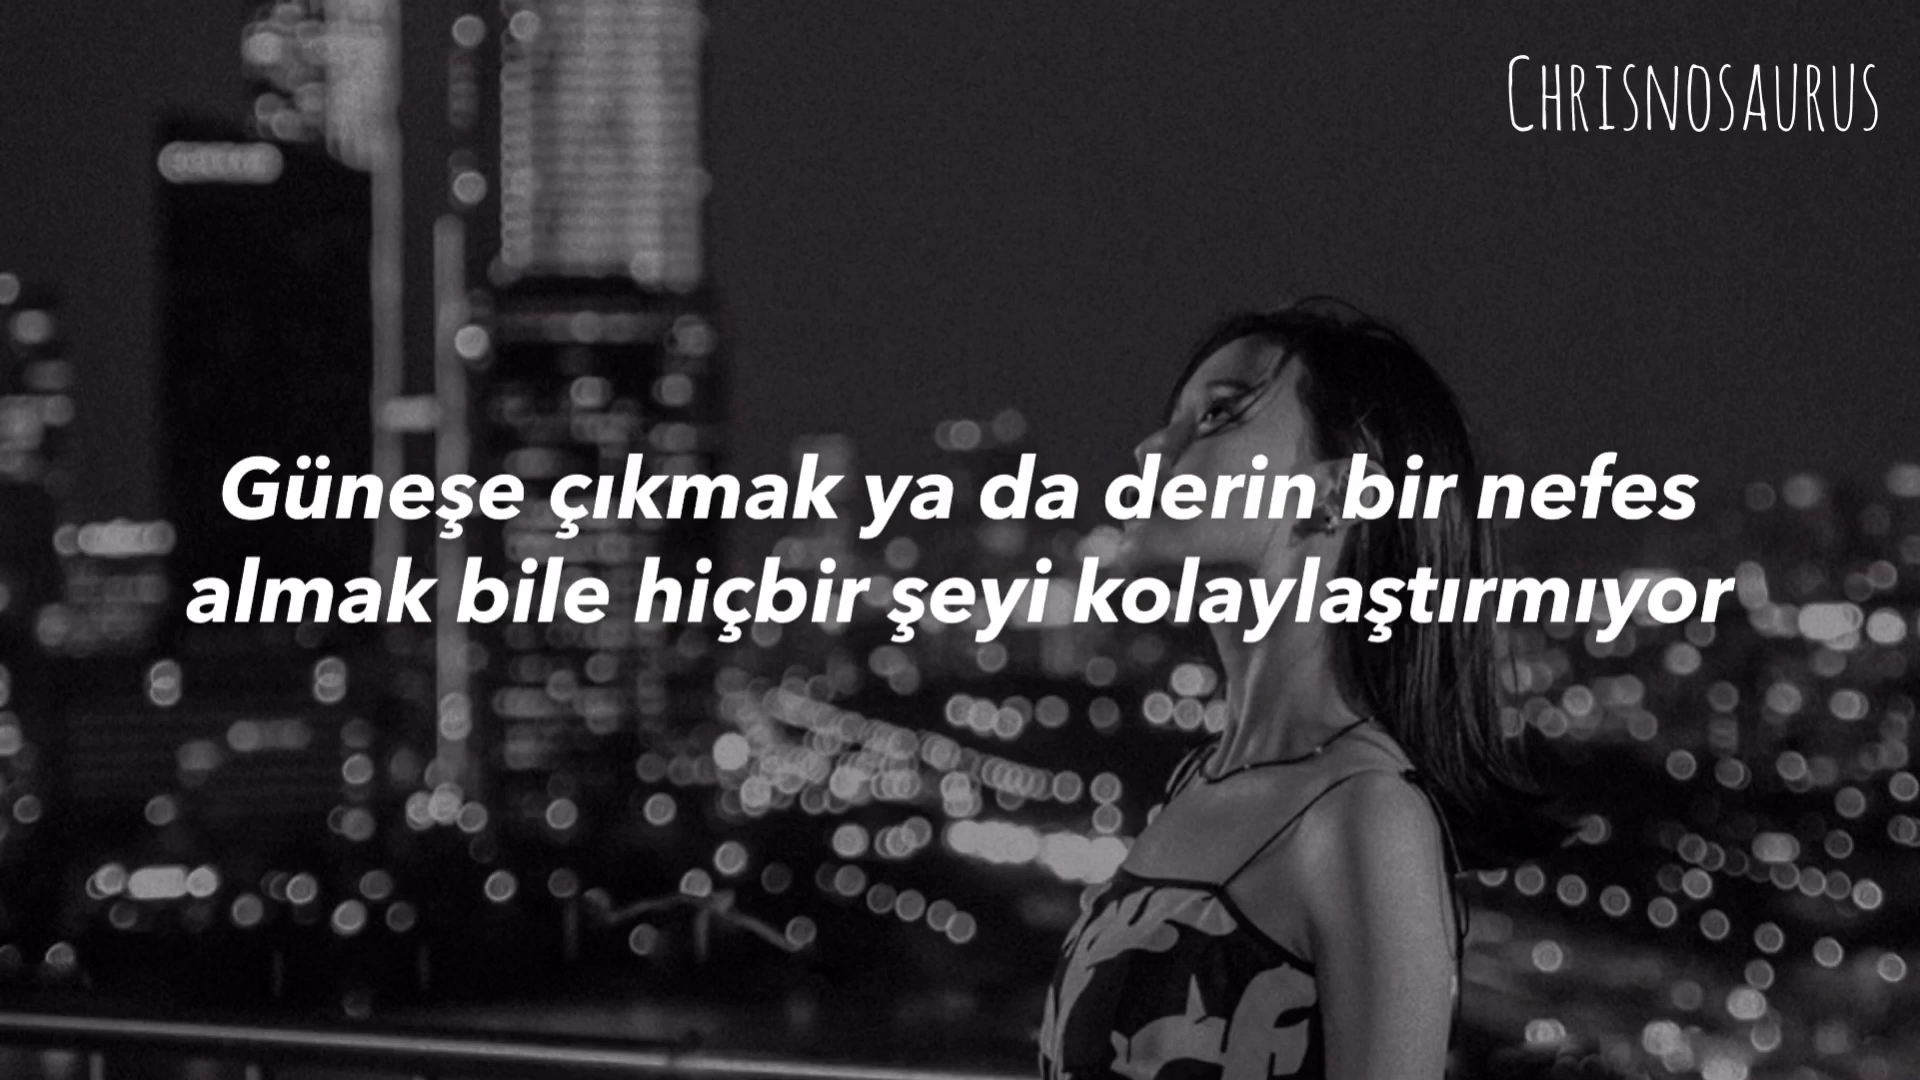 CHRISNOSAURUS
Güneşe çıkmak ya da derin bir nefes
almak bile hiçbir şeyi kolaylaştırmıyor